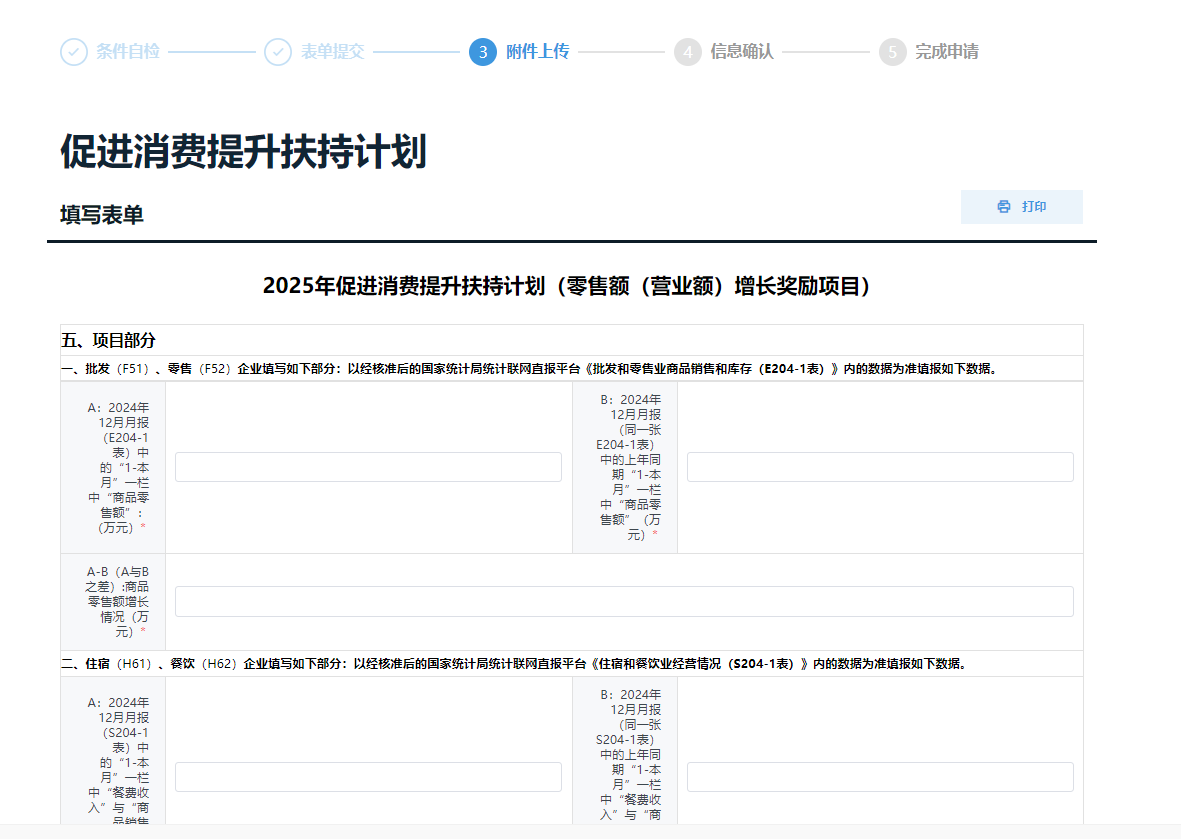 条件自检
表单提交
3 附件上传
4 信息确认
5 完成申请
促进消费提升扶持计划
填写表单
打印
2025年促进消费提升扶持计划（零售额（营业额）增长奖励项目）
五、项目部分
一、批发（F51）、零售（F52）企业填写如下部分：以经核准后的国家统计局统计联网直报平台《批发和零售业商品销售和库存（E204-1表）》内的数据为准填报如下数据。
A：2024年
12月月报
（E204-1
表）中
的“1-本
月”一栏
中“商品零
售额”：
（万元）*
B：2024年
12月月报
（同一张
E204-1表）
中的上年同
期“1-本
月”一栏
中“商品零
售额”（万
元）*
A-B（A与B
之差）:商品
零售额增长
情况（万
元）*
二、住宿（H61）、餐饮（H62）企业填写如下部分：以经核准后的国家统计局统计联网直报平台《住宿和餐饮业经营情况（S204-1表）》内的数据为准填报如下数据。
A：2024年
12月月报
（S204-1
表）中
的“1-本
月”一栏
中“餐费收
入”与“商
品销售
B：2024年
12月月报
（同一张
S204-1表）
中的上年同
期“1-本
月”一栏
中“餐费收
入”与“商